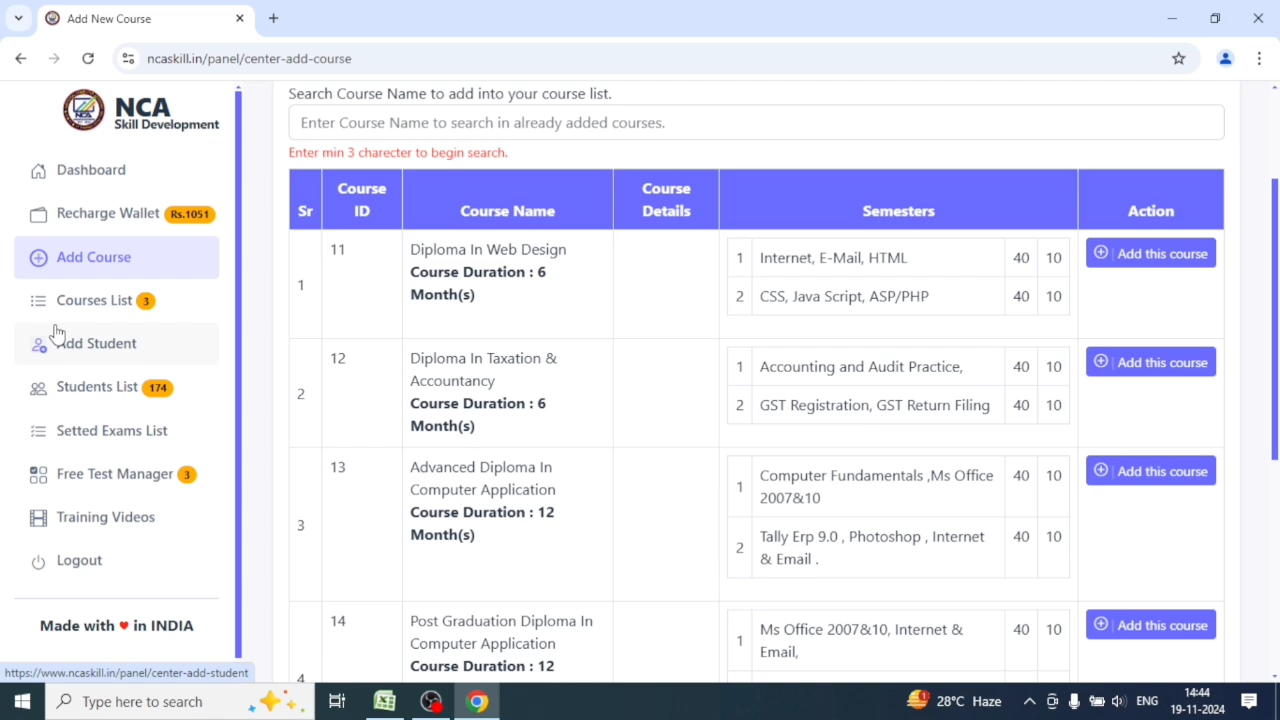 Add New Course
ncaskill.in/panel/center-add-course
NCA
Skill Development
Dashboard
Recharge Wallet Rs.1051
Add Course
Courses List 3
Add Student
Students List 174
Setted Exams List
Free Test Manager 3
Training Videos
Logout
Made with ♥ in INDIA
https://www.ncaskill.in/panel/center-add-student
Search Course Name to add into your course list.
Enter Course Name to search in already added courses.
Enter min 3 charecter to begin search.
Sr Course ID Course Name Course Details Semesters Action
1 11 Diploma In Web Design
Course Duration : 6
Month(s)
1 Internet, E-Mail, HTML 40 10
2 CSS, Java Script, ASP/PHP 40 10
Add this course
2 12 Diploma In Taxation &
Accountancy
Course Duration : 6
Month(s)
1 Accounting and Audit Practice, 40 10
2 GST Registration, GST Return Filing 40 10
Add this course
3 13 Advanced Diploma In
Computer Application
Course Duration : 12
Month(s)
1 Computer Fundamentals ,Ms Office
2007&10 40 10
2 Tally Erp 9.0 , Photoshop , Internet
& Email . 40 10
Add this course
4 14 Post Graduation Diploma In
Computer Application
Course Duration : 12
1 Ms Office 2007&10, Internet &
Email, 40 10
Add this course
Type here to search
1 28°C Haze
ENG
14:44
19-11-2024